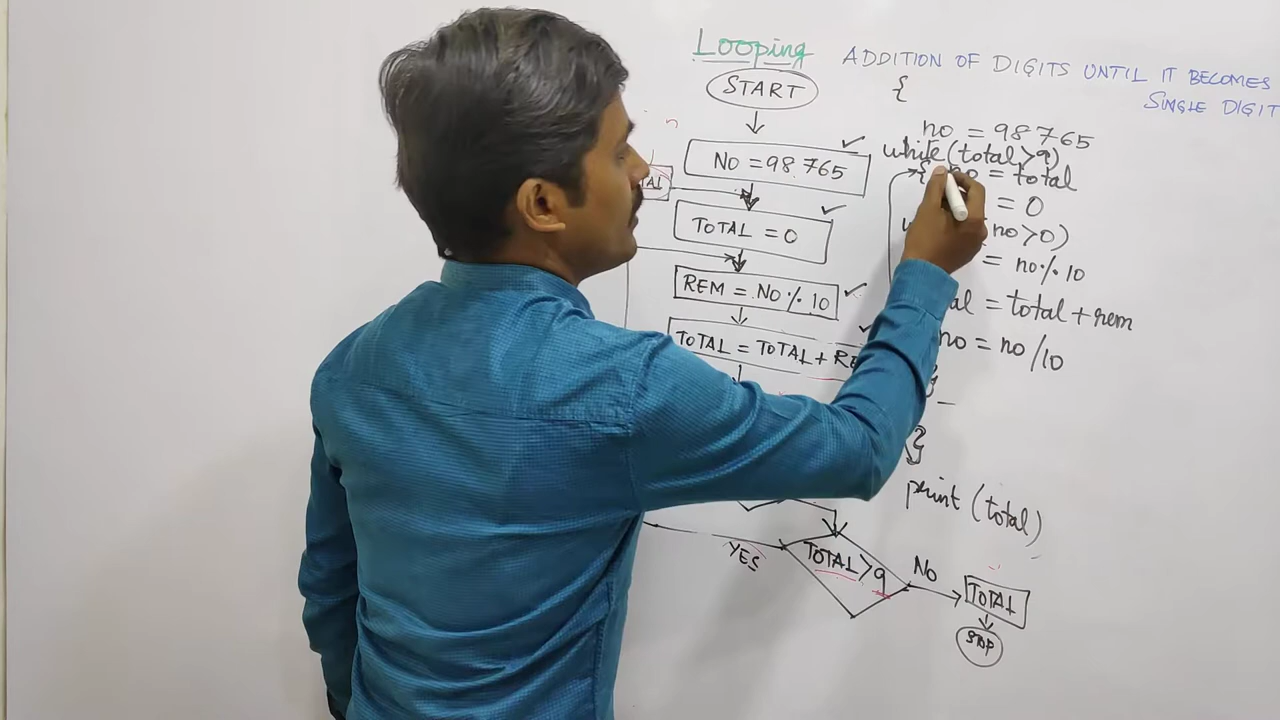 Looping
ADDITION OF DIGITS UNTIL IT BECOMES
SINGLE DIGIT
START
NO = 98765
TOTAL = 0
REM = NO % 10
TOTAL = TOTAL + RE
YES
TOTAL > 9
NO
TOTAL
STOP
{
no = 98765
while (total > 9)
{ no = total
= 0
no > 0)
= no % 10
al = total + rem
no = no / 10
}
}
print (total)